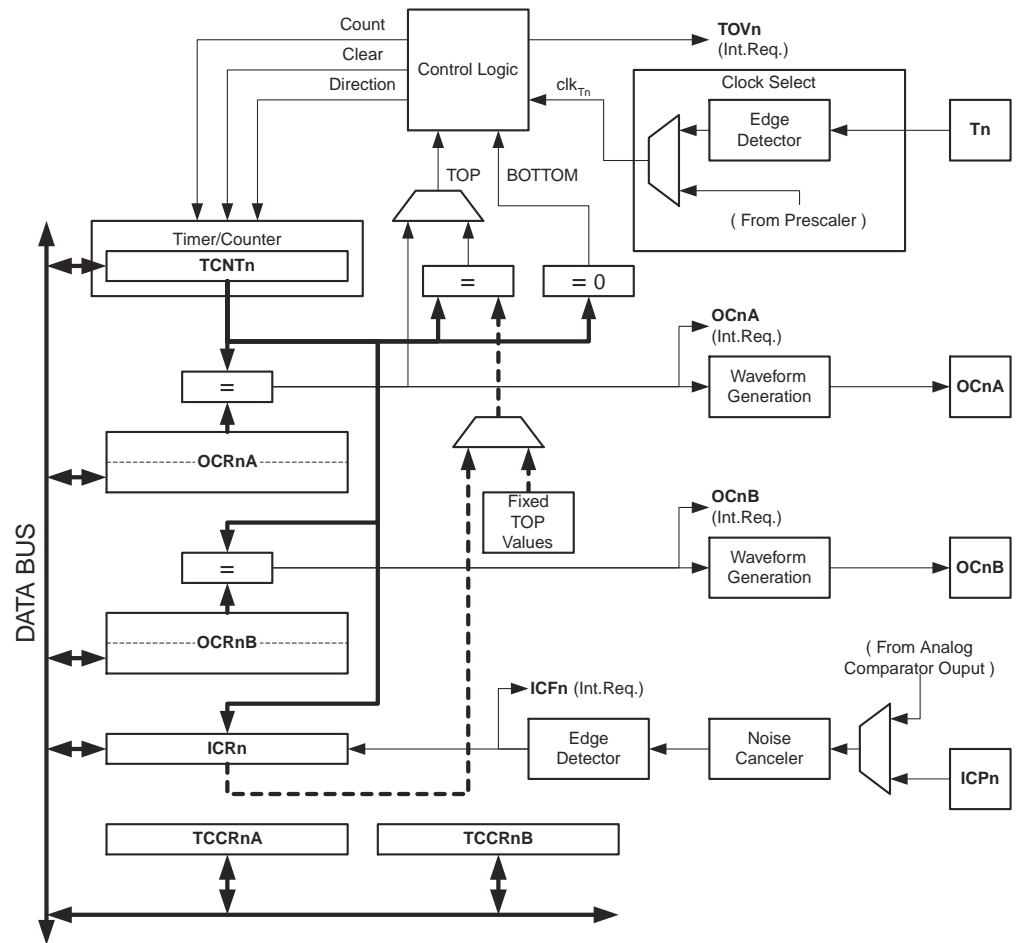 Count
Clear
Direction
Control Logic
TOVn
(Int.Req.)
clkTn
Clock Select
Edge
Detector
Tn
( From Prescaler )
TOP
BOTTOM
Timer/Counter
TCNTn
=
= 0
OCnA
(Int.Req.)
=
Waveform
Generation
OCnA
OCRnA
Fixed
TOP
Values
OCnB
(Int.Req.)
=
Waveform
Generation
OCnB
OCRnB
DATA BUS
( From Analog
Comparator Ouput )
ICFn (Int.Req.)
ICRn
Edge
Detector
Noise
Canceler
ICPn
TCCRnA
TCCRnB